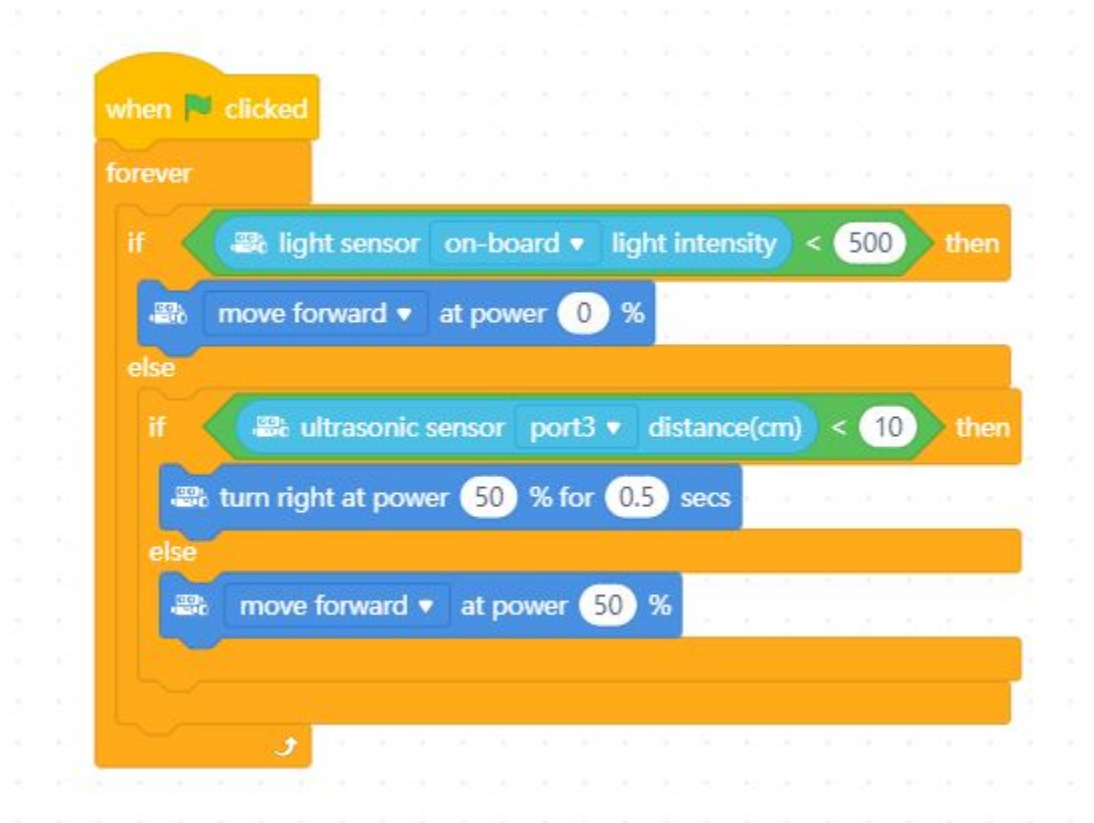 when clicked
forever
if light sensor on-board light intensity < 500 then
move forward at power 0 %
else
if ultrasonic sensor port3 distance(cm) < 10 then
turn right at power 50 % for 0.5 secs
else
move forward at power 50 %